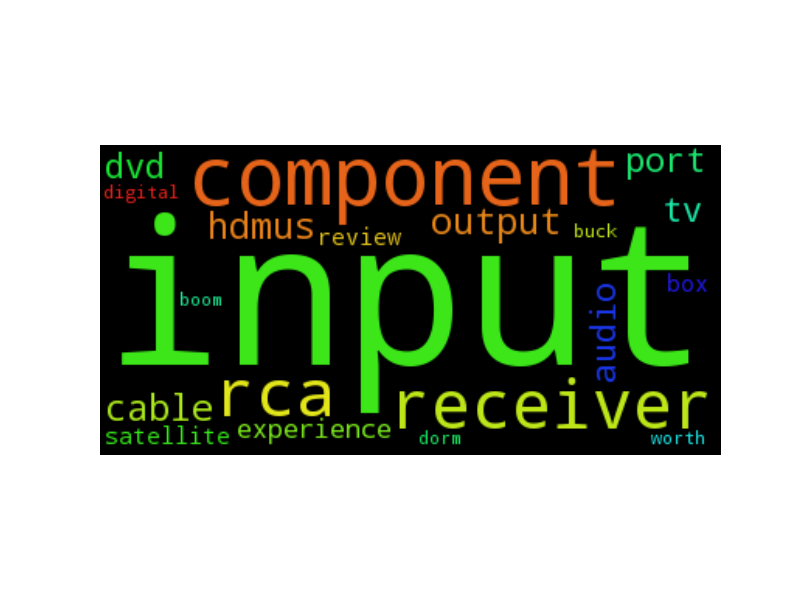 dvd
component
port
digital
tv
hdmus
review
output
buck
input
boom
box
audio
cable
rca
receiver
satellite
experience
dorm
worth